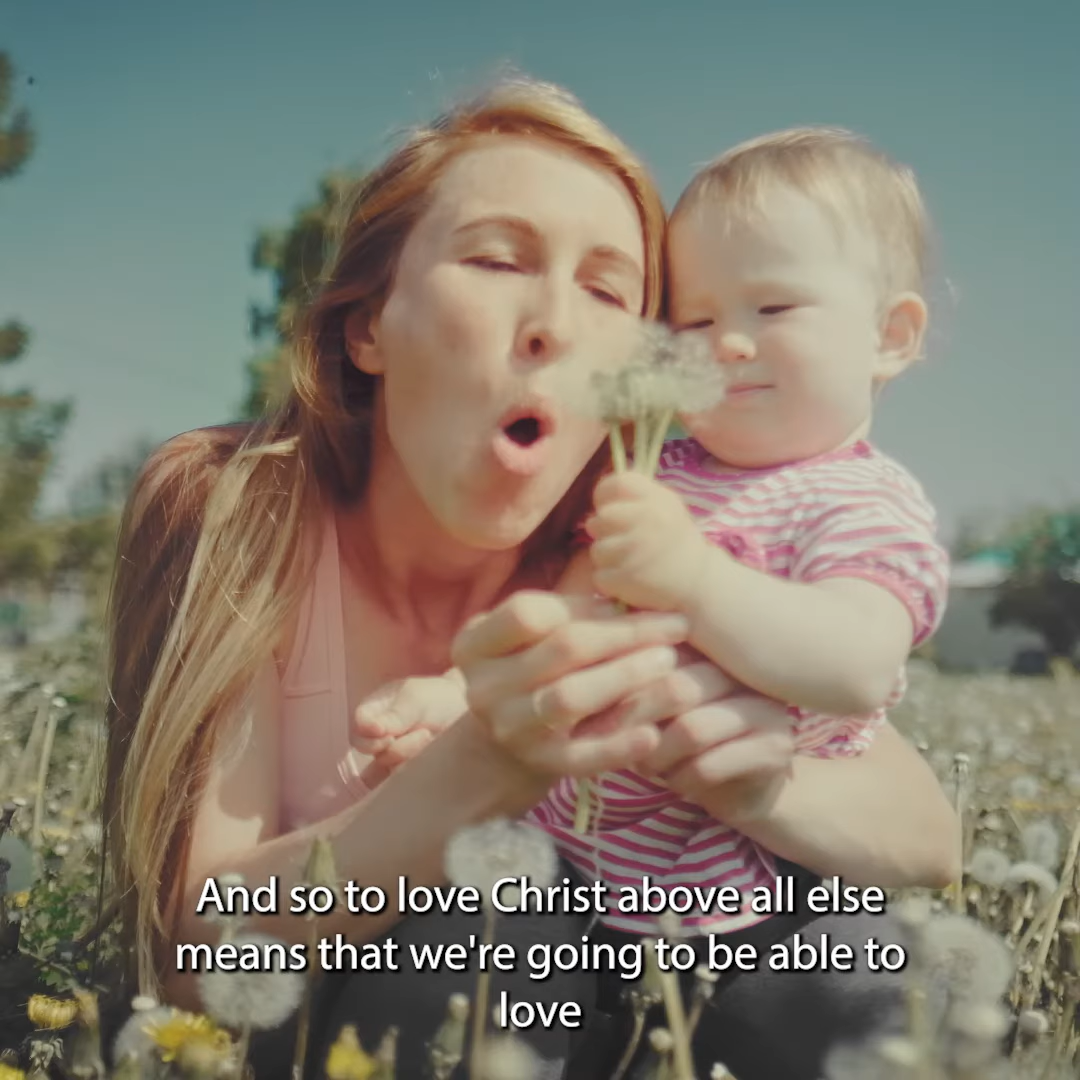 And so to love Christ above all else
means that we're going to be able to
love